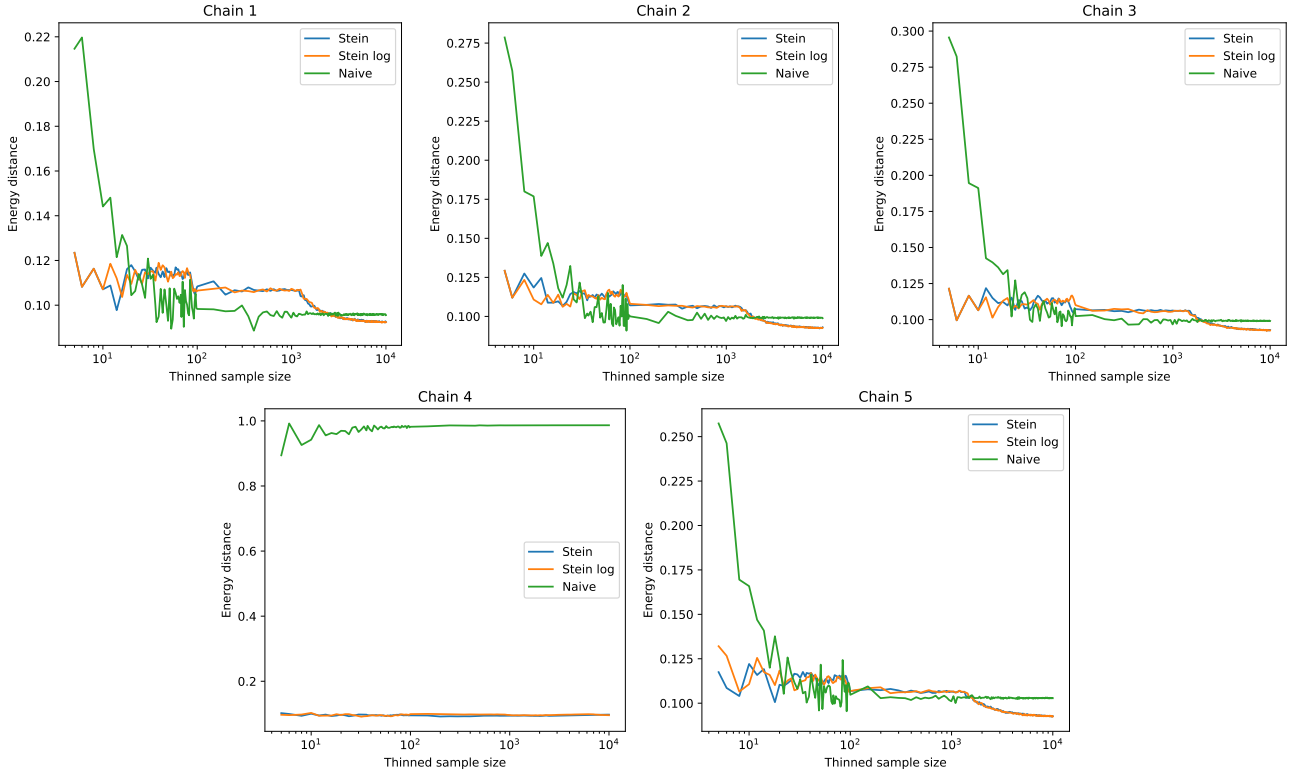 Chain 1
0.22
0.20
0.18
0.16
0.14
0.12
0.10
Energy distance
Stein
Stein log
Naive
10¹
10²
10³
10⁴
Thinned sample size
Chain 2
0.275
0.250
0.225
0.200
0.175
0.150
0.125
0.100
Energy distance
Stein
Stein log
Naive
10¹
10²
10³
10⁴
Thinned sample size
Chain 3
0.300
0.275
0.250
0.225
0.200
0.175
0.150
0.125
0.100
Energy distance
Stein
Stein log
Naive
10¹
10²
10³
10⁴
Thinned sample size
Chain 4
1.0
0.8
0.6
0.4
0.2
Energy distance
Stein
Stein log
Naive
10¹
10²
10³
10⁴
Thinned sample size
Chain 5
0.250
0.225
0.200
0.175
0.150
0.125
0.100
Energy distance
Stein
Stein log
Naive
10¹
10²
10³
10⁴
Thinned sample size